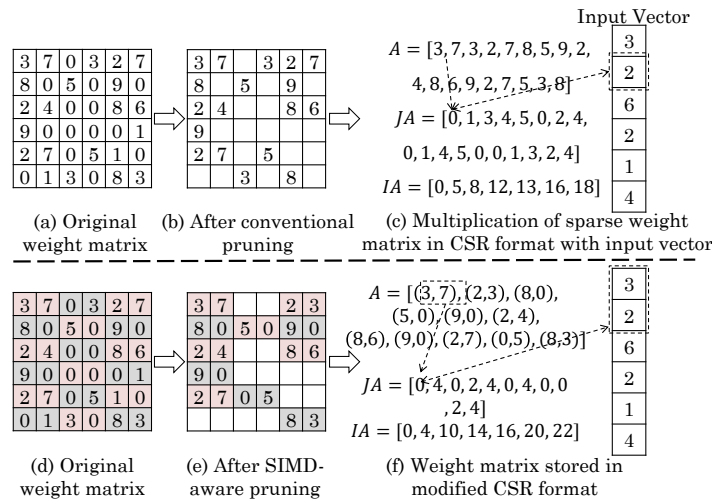 Input Vector
3 7 0 3 2 7
8 0 5 0 9 0
2 4 0 0 8 6
9 0 0 0 0 1
2 7 0 5 1 0
0 1 3 0 8 3
(a) Original
weight matrix
3 7 3 2 7
8 5 9
2 4 8 6
9
2 7 5
3 8
(b) After conventional
pruning
A = [3, 7, 3, 2, 7, 8, 5, 9, 2,
4, 8, 6, 9, 2, 7, 5, 3, 8]
JA = [0, 1, 3, 4, 5, 0, 2, 4,
0, 1, 4, 5, 0, 0, 1, 3, 2, 4]
IA = [0, 5, 8, 12, 13, 16, 18]
3
2
6
2
1
4
(c) Multiplication of sparse weight
matrix in CSR format with input vector
3 7 0 3 2 7
8 0 5 0 9 0
2 4 0 0 8 6
9 0 0 0 0 1
2 7 0 5 1 0
0 1 3 0 8 3
(d) Original
weight matrix
3 7 2 3
8 0 5 0 9 0
2 4 8 6
9 0
2 7 0 5
8 3
(e) After SIMD-
aware pruning
A = [(3, 7), (2,3), (8,0),
(5, 0), (9,0), (2, 4),
(8,6), (9,0), (2,7), (0,5), (8,3)]
JA = [0, 4, 0, 2, 4, 0, 4, 0, 0
, 2, 4]
IA = [0, 4, 10, 14, 16, 20, 22]
3
2
6
2
1
4
(f) Weight matrix stored in
modified CSR format